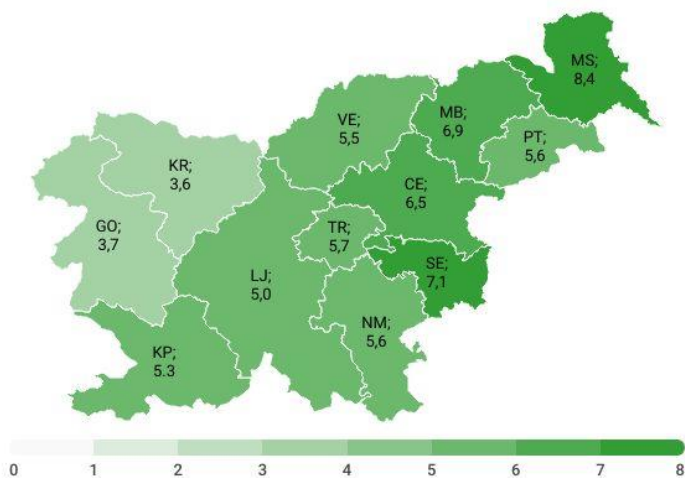 MS;
8,4
VE;
5,5
MB;
6,9
PT;
5,6
KR;
3,6
CE;
6,5
GO;
3,7
TR;
5,7
LJ;
5,0
SE;
7,1
NM;
5,6
KP;
5.3
0 1 2 3 4 5 6 7 8